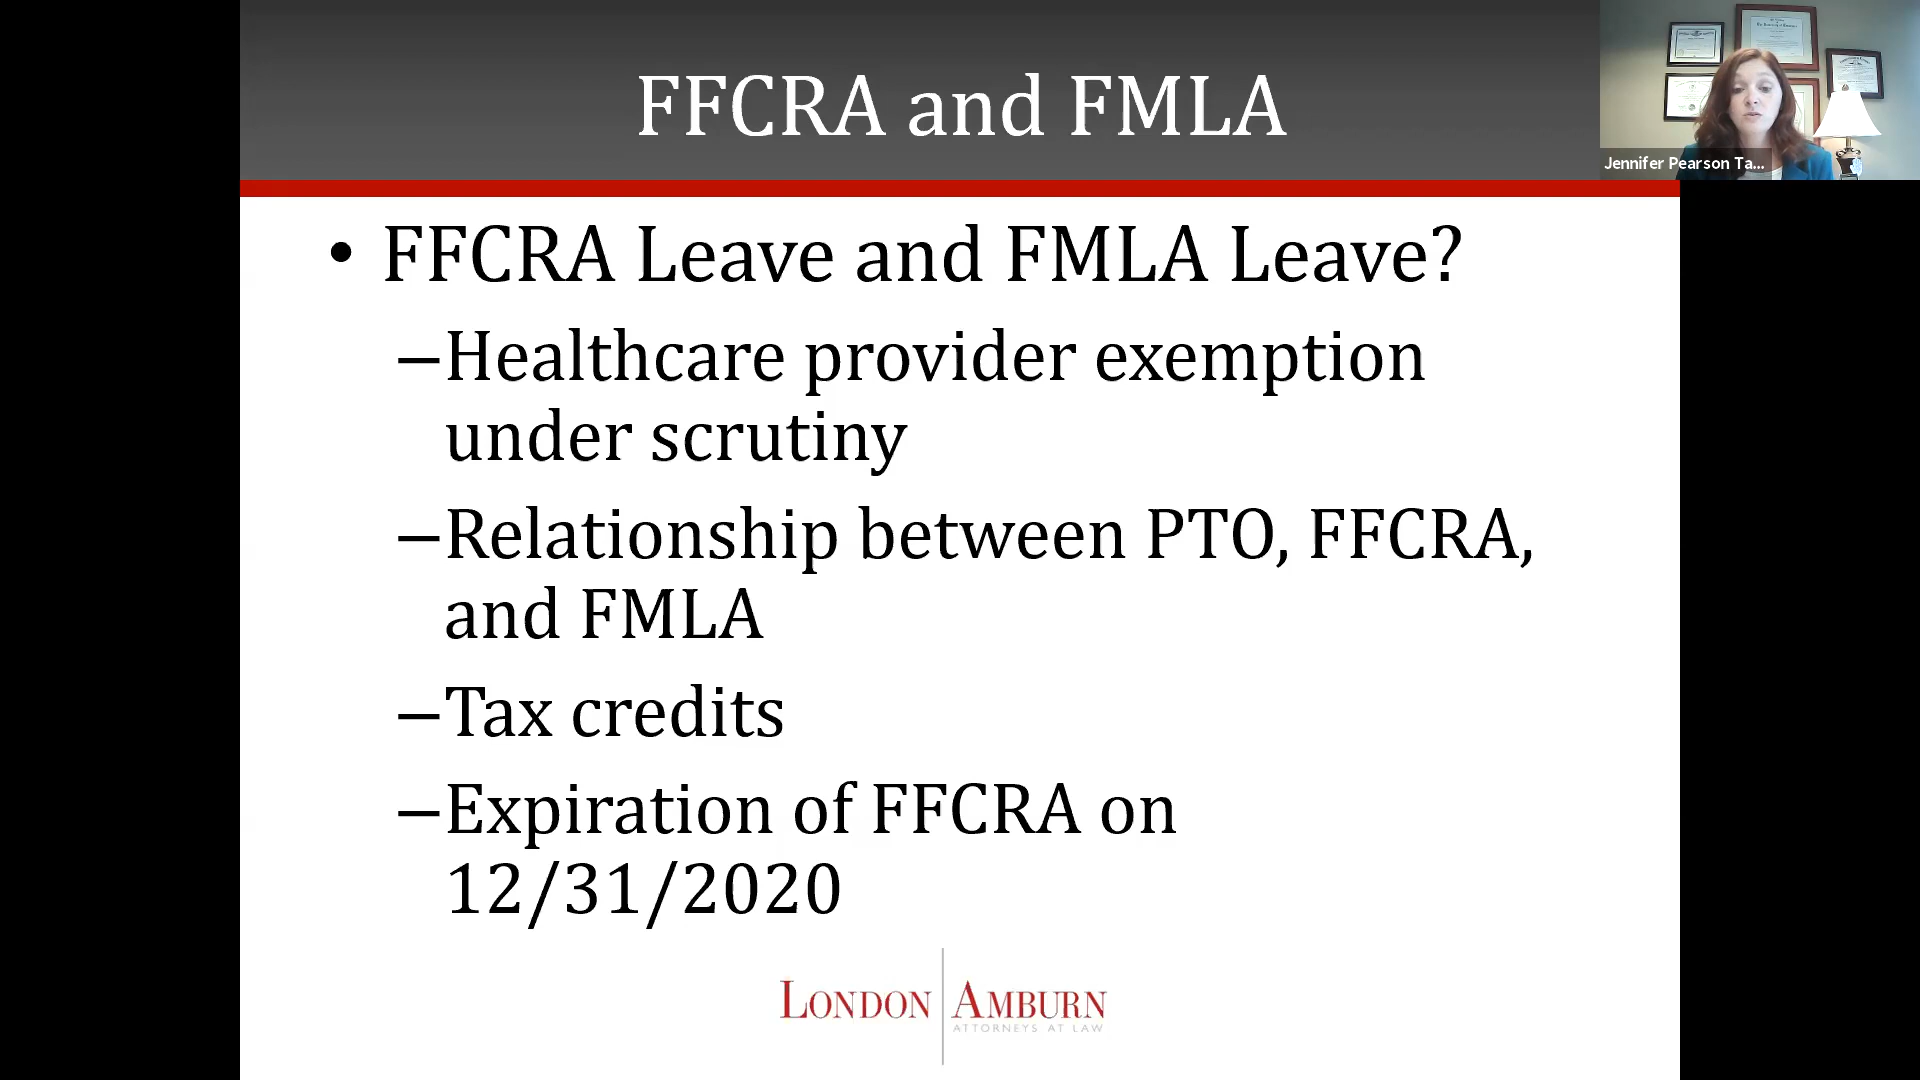 FFCRA and FMLA
Jennifer Pearson Ta...
• FFCRA Leave and FMLA Leave?
–Healthcare provider exemption
under scrutiny
–Relationship between PTO, FFCRA,
and FMLA
–Tax credits
–Expiration of FFCRA on
12/31/2020
LONDON AMBURN
ATTORNEYS AT LAW